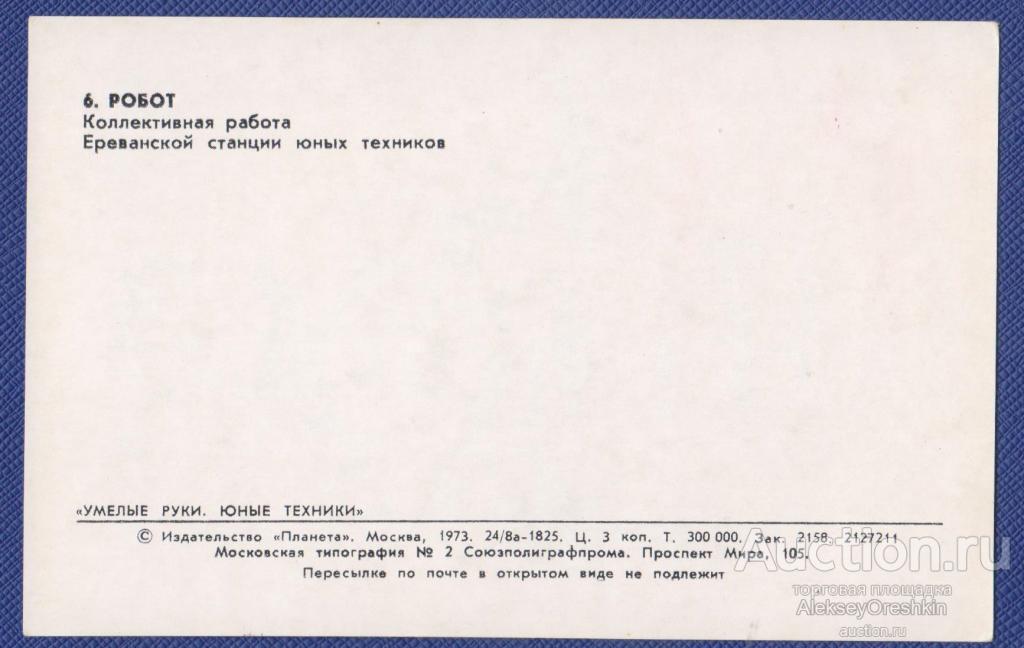 6. РОБОТ
Коллективная работа
Ереванской станции юных техников
«УМЕЛЫЕ РУКИ. ЮНЫЕ ТЕХНИКИ»
© Издательство «Планета». Москва, 1973. 24/8а-1825. Ц. 3 коп. Т. 300 000. Зак. 2158. 2127211
Московская типография № 2 Союзполиграфпрома. Проспект Мира, 105.
Пересылке по почте в открытом виде не подлежит
Auction.ru
торговая площадка
AlekseyOreshkin
auction.ru